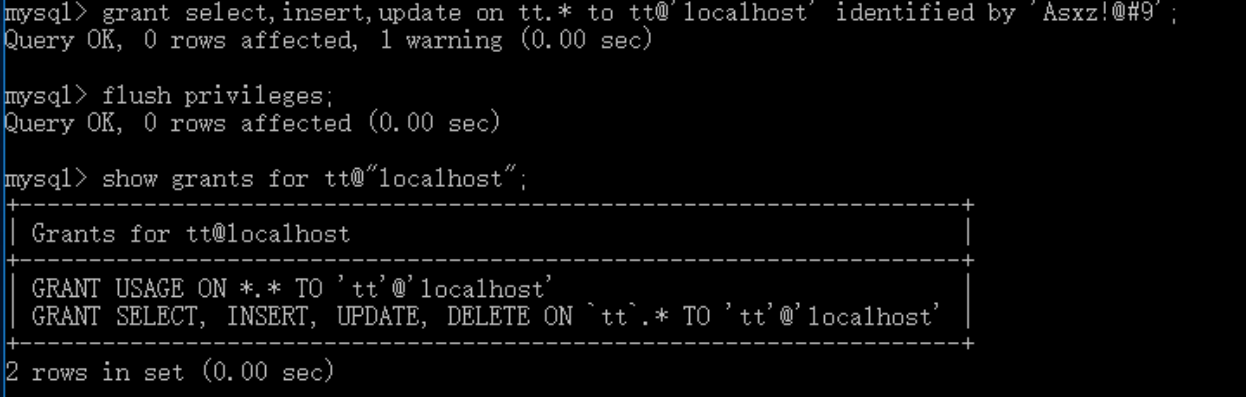 mysql> grant select,insert,update on tt.* to tt@'localhost' identified by 'Asxz!@#9';
Query OK, 0 rows affected, 1 warning (0.00 sec)
mysql> flush privileges;
Query OK, 0 rows affected (0.00 sec)
mysql> show grants for tt@"localhost";
+---------------------------------------------------------------------+
| Grants for tt@localhost |
+---------------------------------------------------------------------+
| GRANT USAGE ON *.* TO 'tt'@'localhost' |
| GRANT SELECT, INSERT, UPDATE, DELETE ON `tt`.* TO 'tt'@'localhost' |
+---------------------------------------------------------------------+
2 rows in set (0.00 sec)